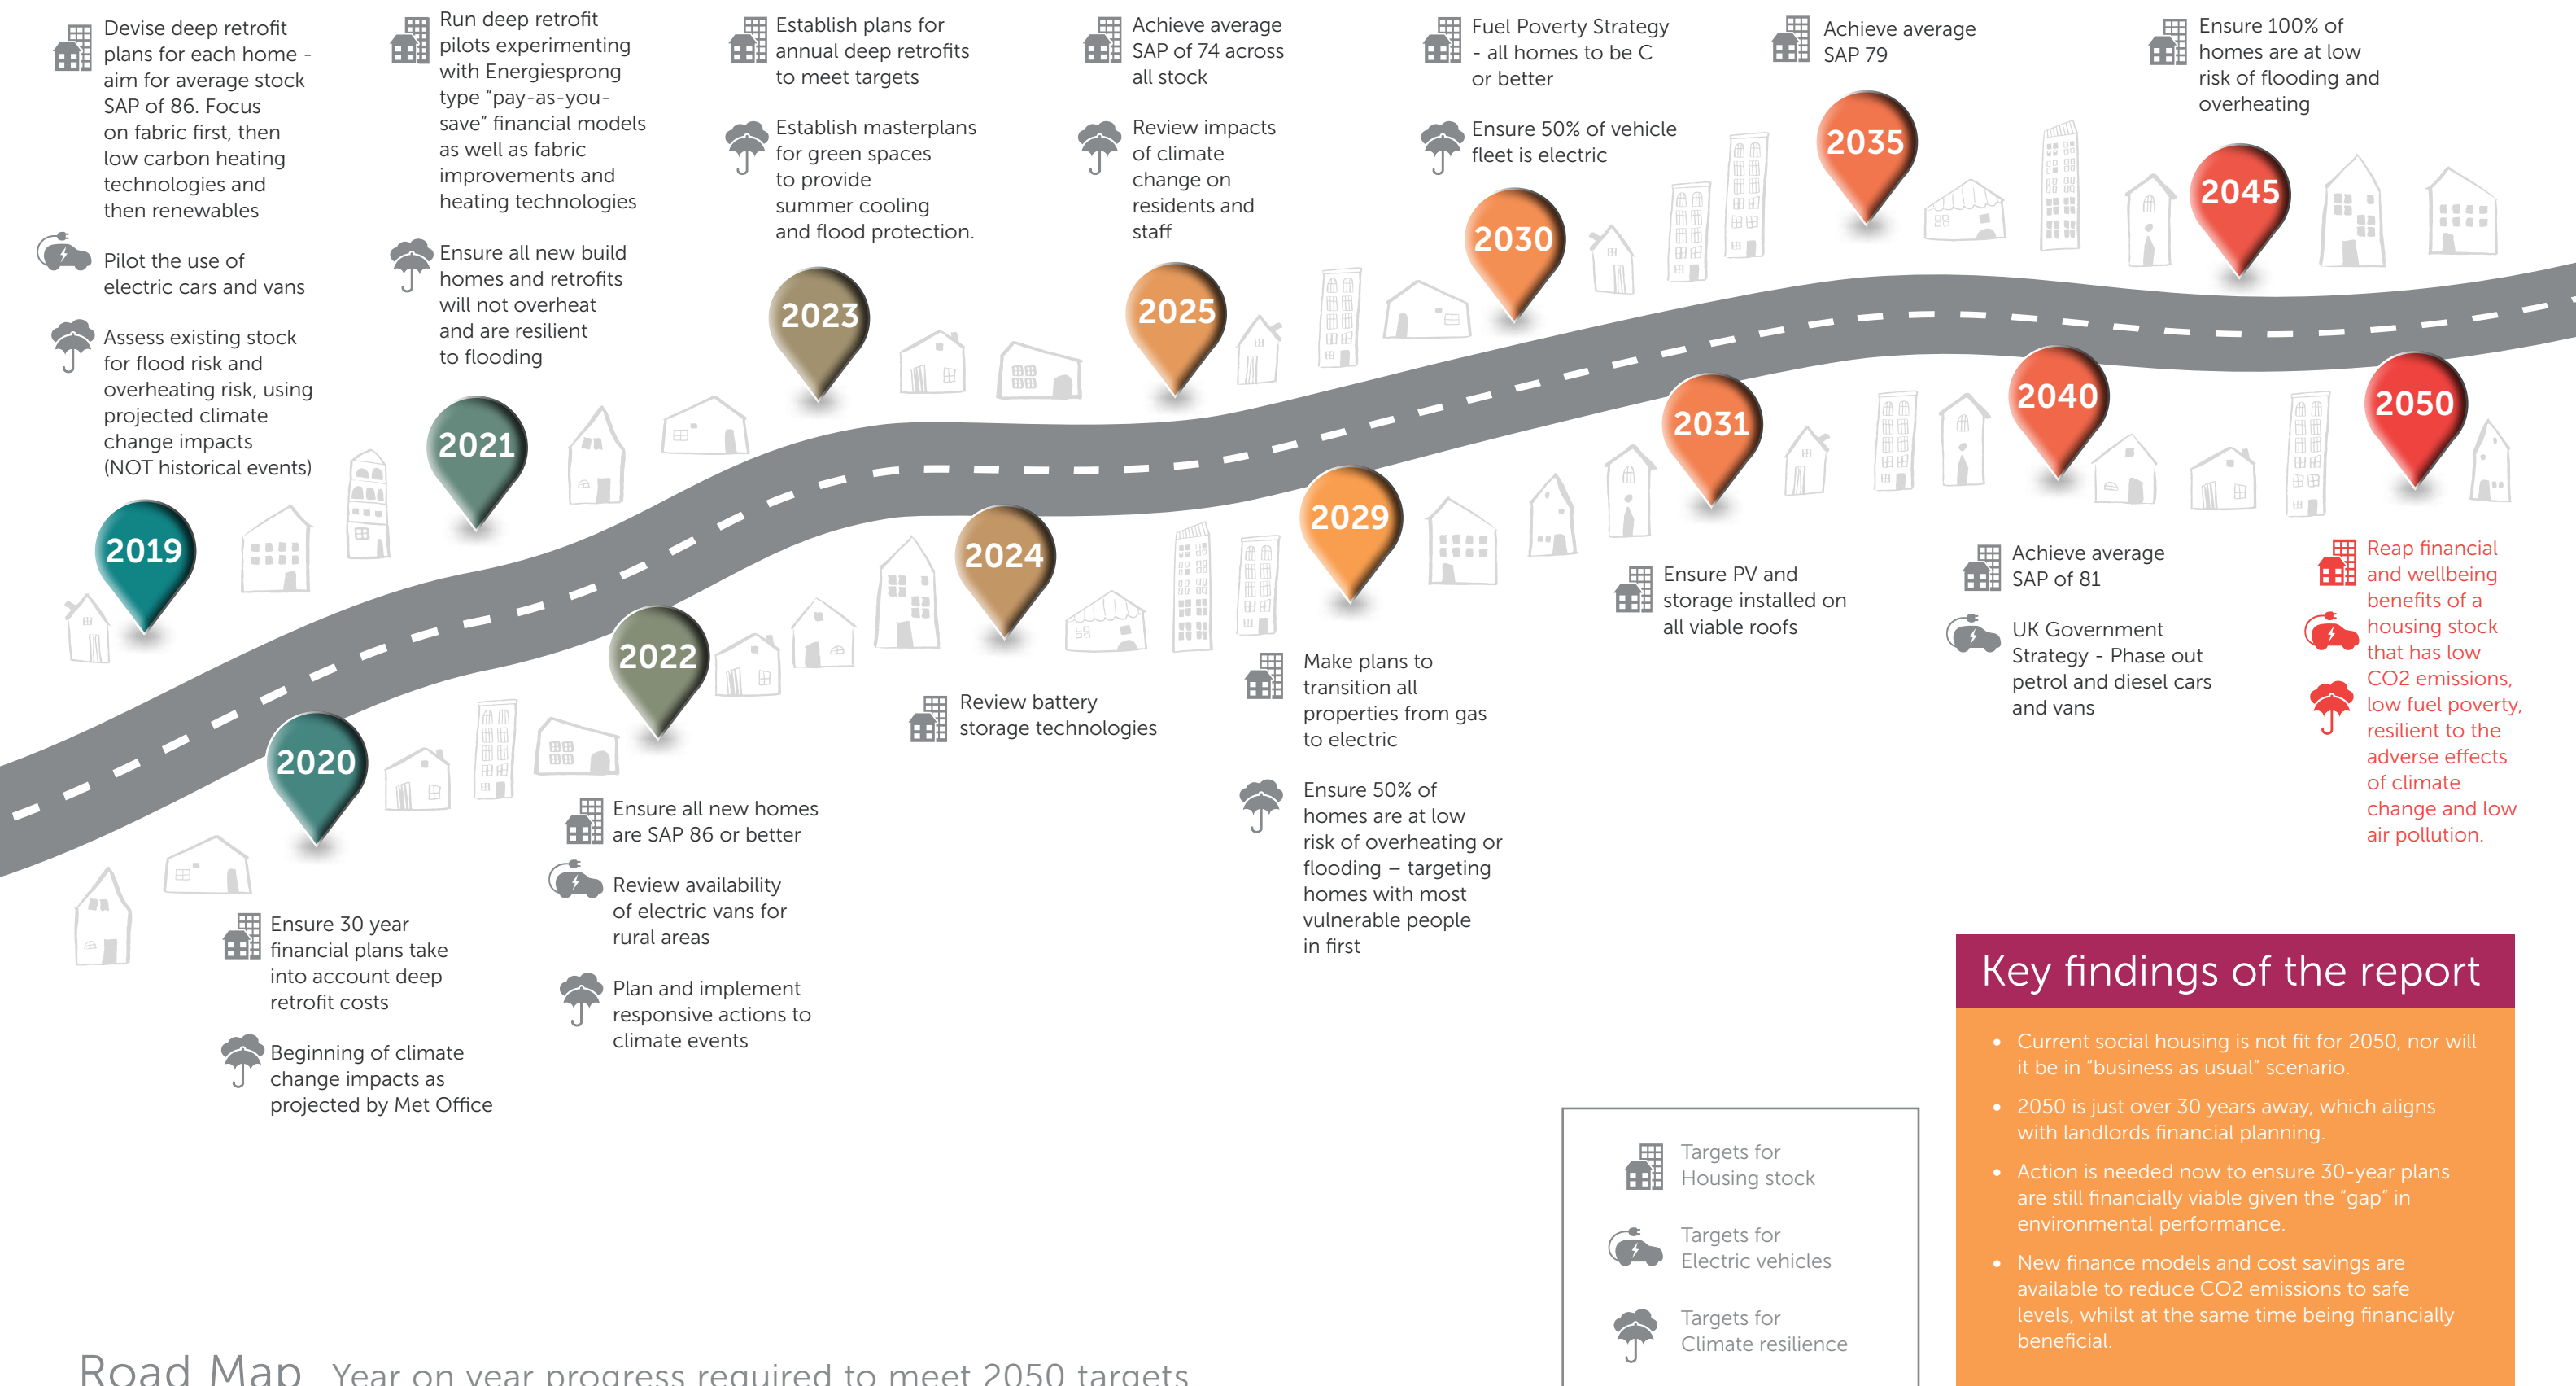 Devise deep retrofit
plans for each home -
aim for average stock
SAP of 86. Focus
on fabric first, then
low carbon heating
technologies and
then renewables
Pilot the use of
electric cars and vans
Assess existing stock
for flood risk and
overheating risk, using
projected climate
change impacts
(NOT historical events)
2019
Ensure 30 year
financial plans take
into account deep
retrofit costs
Beginning of climate
change impacts as
projected by Met Office
2020
Run deep retrofit
pilots experimenting
with Energiesprong
type “pay-as-you-
save” financial models
as well as fabric
improvements and
heating technologies
Ensure all new build
homes and retrofits
will not overheat
and are resilient
to flooding
2021
2022
Ensure all new homes
are SAP 86 or better
Review availability
of electric vans for
rural areas
Plan and implement
responsive actions to
climate events
Establish plans for
annual deep retrofits
to meet targets
Establish masterplans
for green spaces
to provide
summer cooling
and flood protection.
2023
2024
Review battery
storage technologies
Achieve average
SAP of 74 across
all stock
Review impacts
of climate
change on
residents and
staff
2025
2029
Make plans to
transition all
properties from gas
to electric
Ensure 50% of
homes are at low
risk of overheating or
flooding – targeting
homes with most
vulnerable people
in first
Fuel Poverty Strategy
- all homes to be C
or better
Ensure 50% of vehicle
fleet is electric
2030
2031
Ensure PV and
storage installed on
all viable roofs
Achieve average
SAP 79
2035
2040
Achieve average
SAP of 81
UK Government
Strategy - Phase out
petrol and diesel cars
and vans
Ensure 100% of
homes are at low
risk of flooding and
overheating
2045
2050
Reap financial
and wellbeing
benefits of a
housing stock
that has low
CO2 emissions,
low fuel poverty,
resilient to the
adverse effects
of climate
change and low
air pollution.
Targets for
Housing stock
Targets for
Electric vehicles
Targets for
Climate resilience
Key findings of the report
• Current social housing is not fit for 2050, nor will
it be in “business as usual” scenario.
• 2050 is just over 30 years away, which aligns
with landlords financial planning.
• Action is needed now to ensure 30-year plans
are still financially viable given the “gap” in
environmental performance.
• New finance models and cost savings are
available to reduce CO2 emissions to safe
levels, whilst at the same time being financially
beneficial.
Road Map Year on year progress required to meet 2050 targets